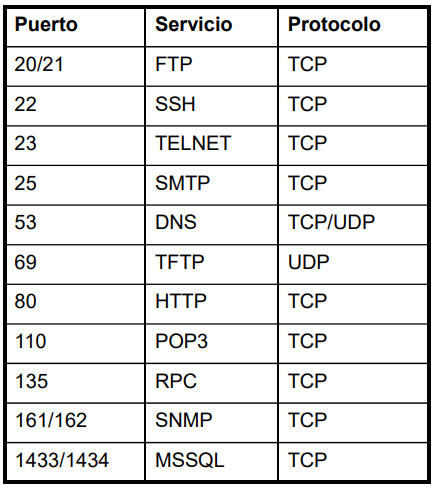 Puerto Servicio Protocolo
20/21 FTP TCP
22 SSH TCP
23 TELNET TCP
25 SMTP TCP
53 DNS TCP/UDP
69 TFTP UDP
80 HTTP TCP
110 POP3 TCP
135 RPC TCP
161/162 SNMP TCP
1433/1434 MSSQL TCP